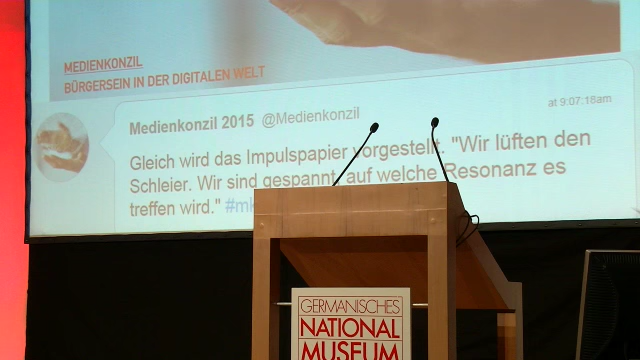 MEDIENKONZIL
BÜRGERSEIN IN DER DIGITALEN WELT
Medienkonzil 2015 @Medienkonzil
at 9:07:18am
Gleich wird das Impulspapier vorgestellt. "Wir lüften den
Schleier. Wir sind gespannt, auf welche Resonanz es
treffen wird."
GERMANISCHES
NATIONAL
MUSEUM